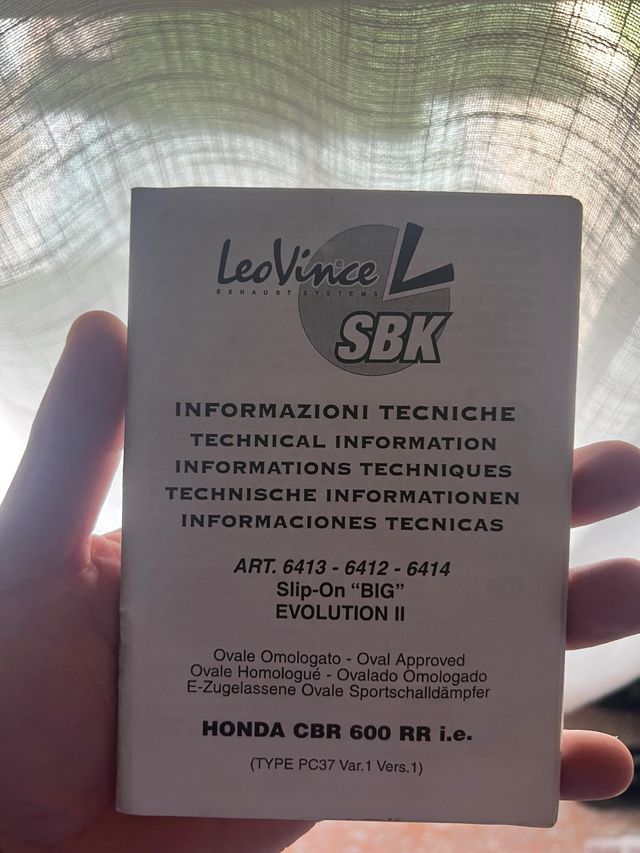 LeoVince
EXHAUST SYSTEMS
SBK
INFORMAZIONI TECNICHE
TECHNICAL INFORMATION
INFORMATIONS TECHNIQUES
TECHNISCHE INFORMATIONEN
INFORMACIONES TECNICAS
ART. 6413 - 6412 - 6414
Slip-On “BIG”
EVOLUTION II
Ovale Omologato - Oval Approved
Ovale Homologué - Ovalado Omologado
E-Zugelassene Ovale Sportschalldämpfer
HONDA CBR 600 RR i.e.
(TYPE PC37 Var.1 Vers.1)